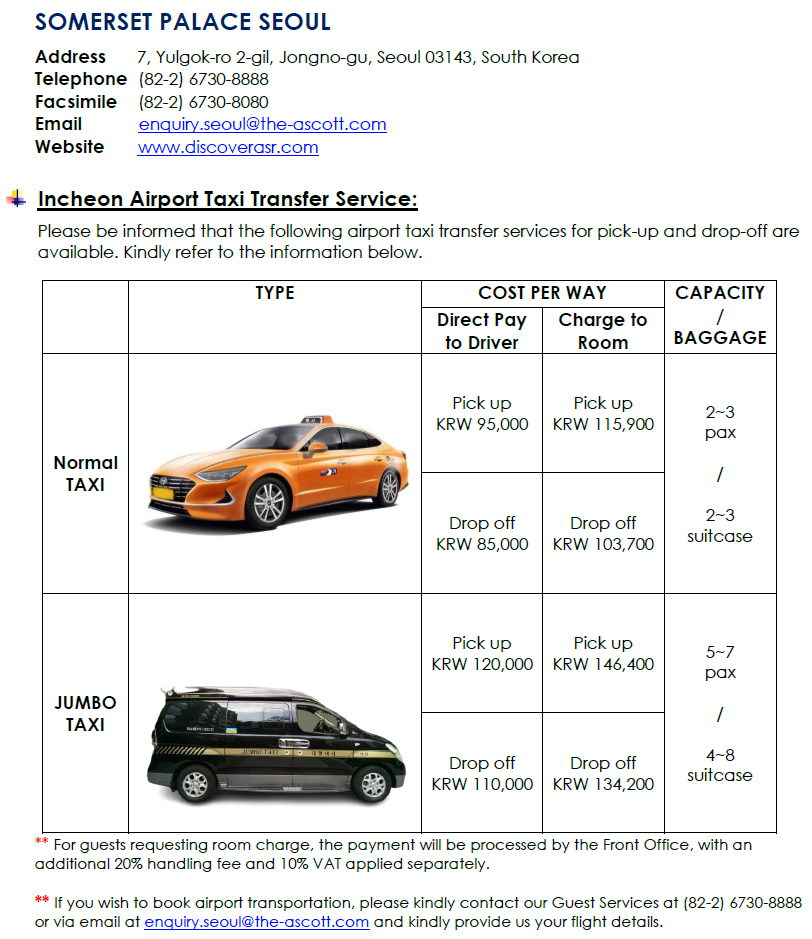 SOMERSET PALACE SEOUL
Address 7, Yulgok-ro 2-gil, Jongno-gu, Seoul 03143, South Korea
Telephone (82-2) 6730-8888
Facsimile (82-2) 6730-8080
Email enquiry.seoul@the-ascott.com
Website www.discoverasr.com
Incheon Airport Taxi Transfer Service:
Please be informed that the following airport taxi transfer services for pick-up and drop-off are
available. Kindly refer to the information below.
TYPE
COST PER WAY
CAPACITY
/
BAGGAGE
Direct Pay
to Driver
Charge to
Room
Normal
TAXI
Pick up
KRW 95,000
Pick up
KRW 115,900
Drop off
KRW 85,000
Drop off
KRW 103,700
2~3
pax
/
2~3
suitcase
JUMBO
TAXI
JUMBO TAXI
Pick up
KRW 120,000
Pick up
KRW 146,400
Drop off
KRW 110,000
Drop off
KRW 134,200
5~7
pax
/
4~8
suitcase
** For guests requesting room charge, the payment will be processed by the Front Office, with an
additional 20% handling fee and 10% VAT applied separately.
** If you wish to book airport transportation, please kindly contact our Guest Services at (82-2) 6730-8888
or via email at enquiry.seoul@the-ascott.com and kindly provide us your flight details.